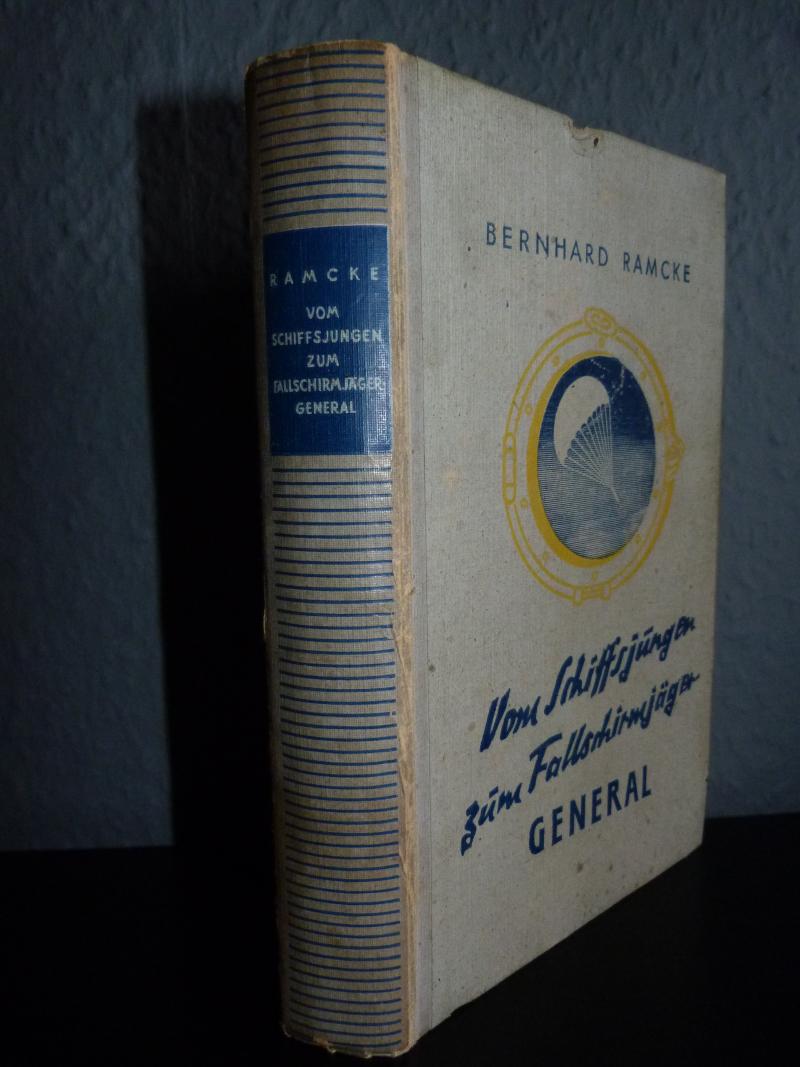 RAMCKE
VOM
SCHIFFSJUNGEN
ZUM
FALLSCHIRMJÄGER-
GENERAL
BERNHARD RAMCKE
Vom Schiffsjungen
zum Fallschirmjäger
GENERAL